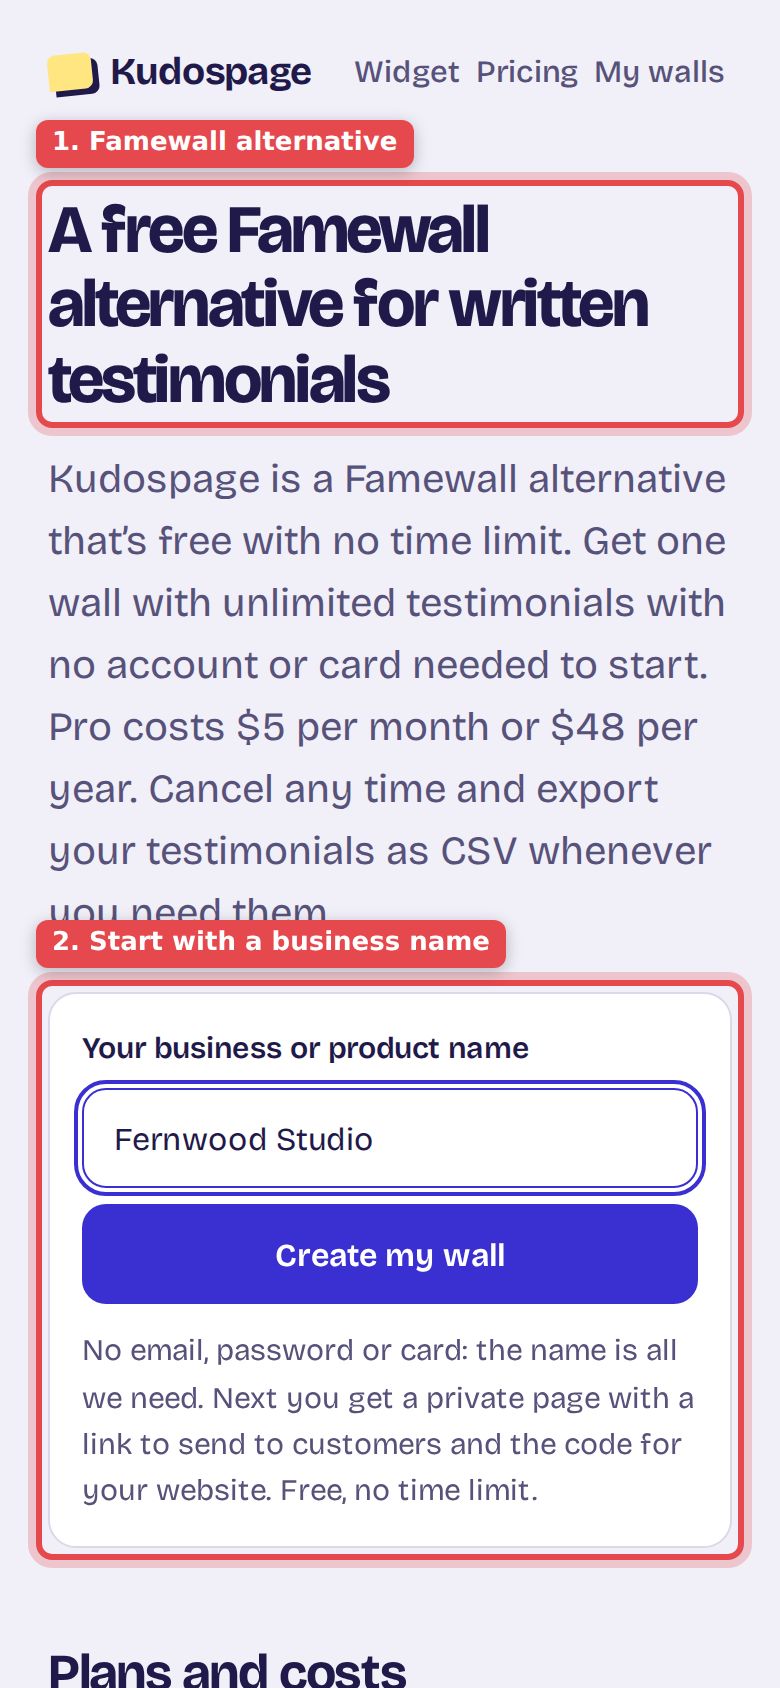 Kudospage
Widget Pricing My walls
1. Famewall alternative
A free Famewall
alternative for written
testimonials
Kudospage is a Famewall alternative
that's free with no time limit. Get one
wall with unlimited testimonials with
no account or card needed to start.
Pro costs $5 per month or $48 per
year. Cancel any time and export
your testimonials as CSV whenever
you need them
2. Start with a business name
Your business or product name
Fernwood Studio
Create my wall
No email, password or card: the name is all
we need. Next you get a private page with a
link to send to customers and the code for
your website. Free, no time limit.
Plans and costs